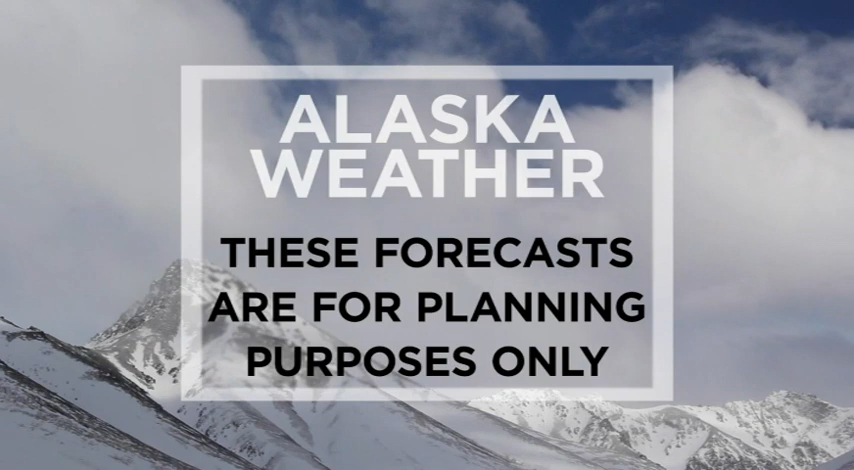 ALASKA
WEATHER
THESE FORECASTS
ARE FOR PLANNING
PURPOSES ONLY